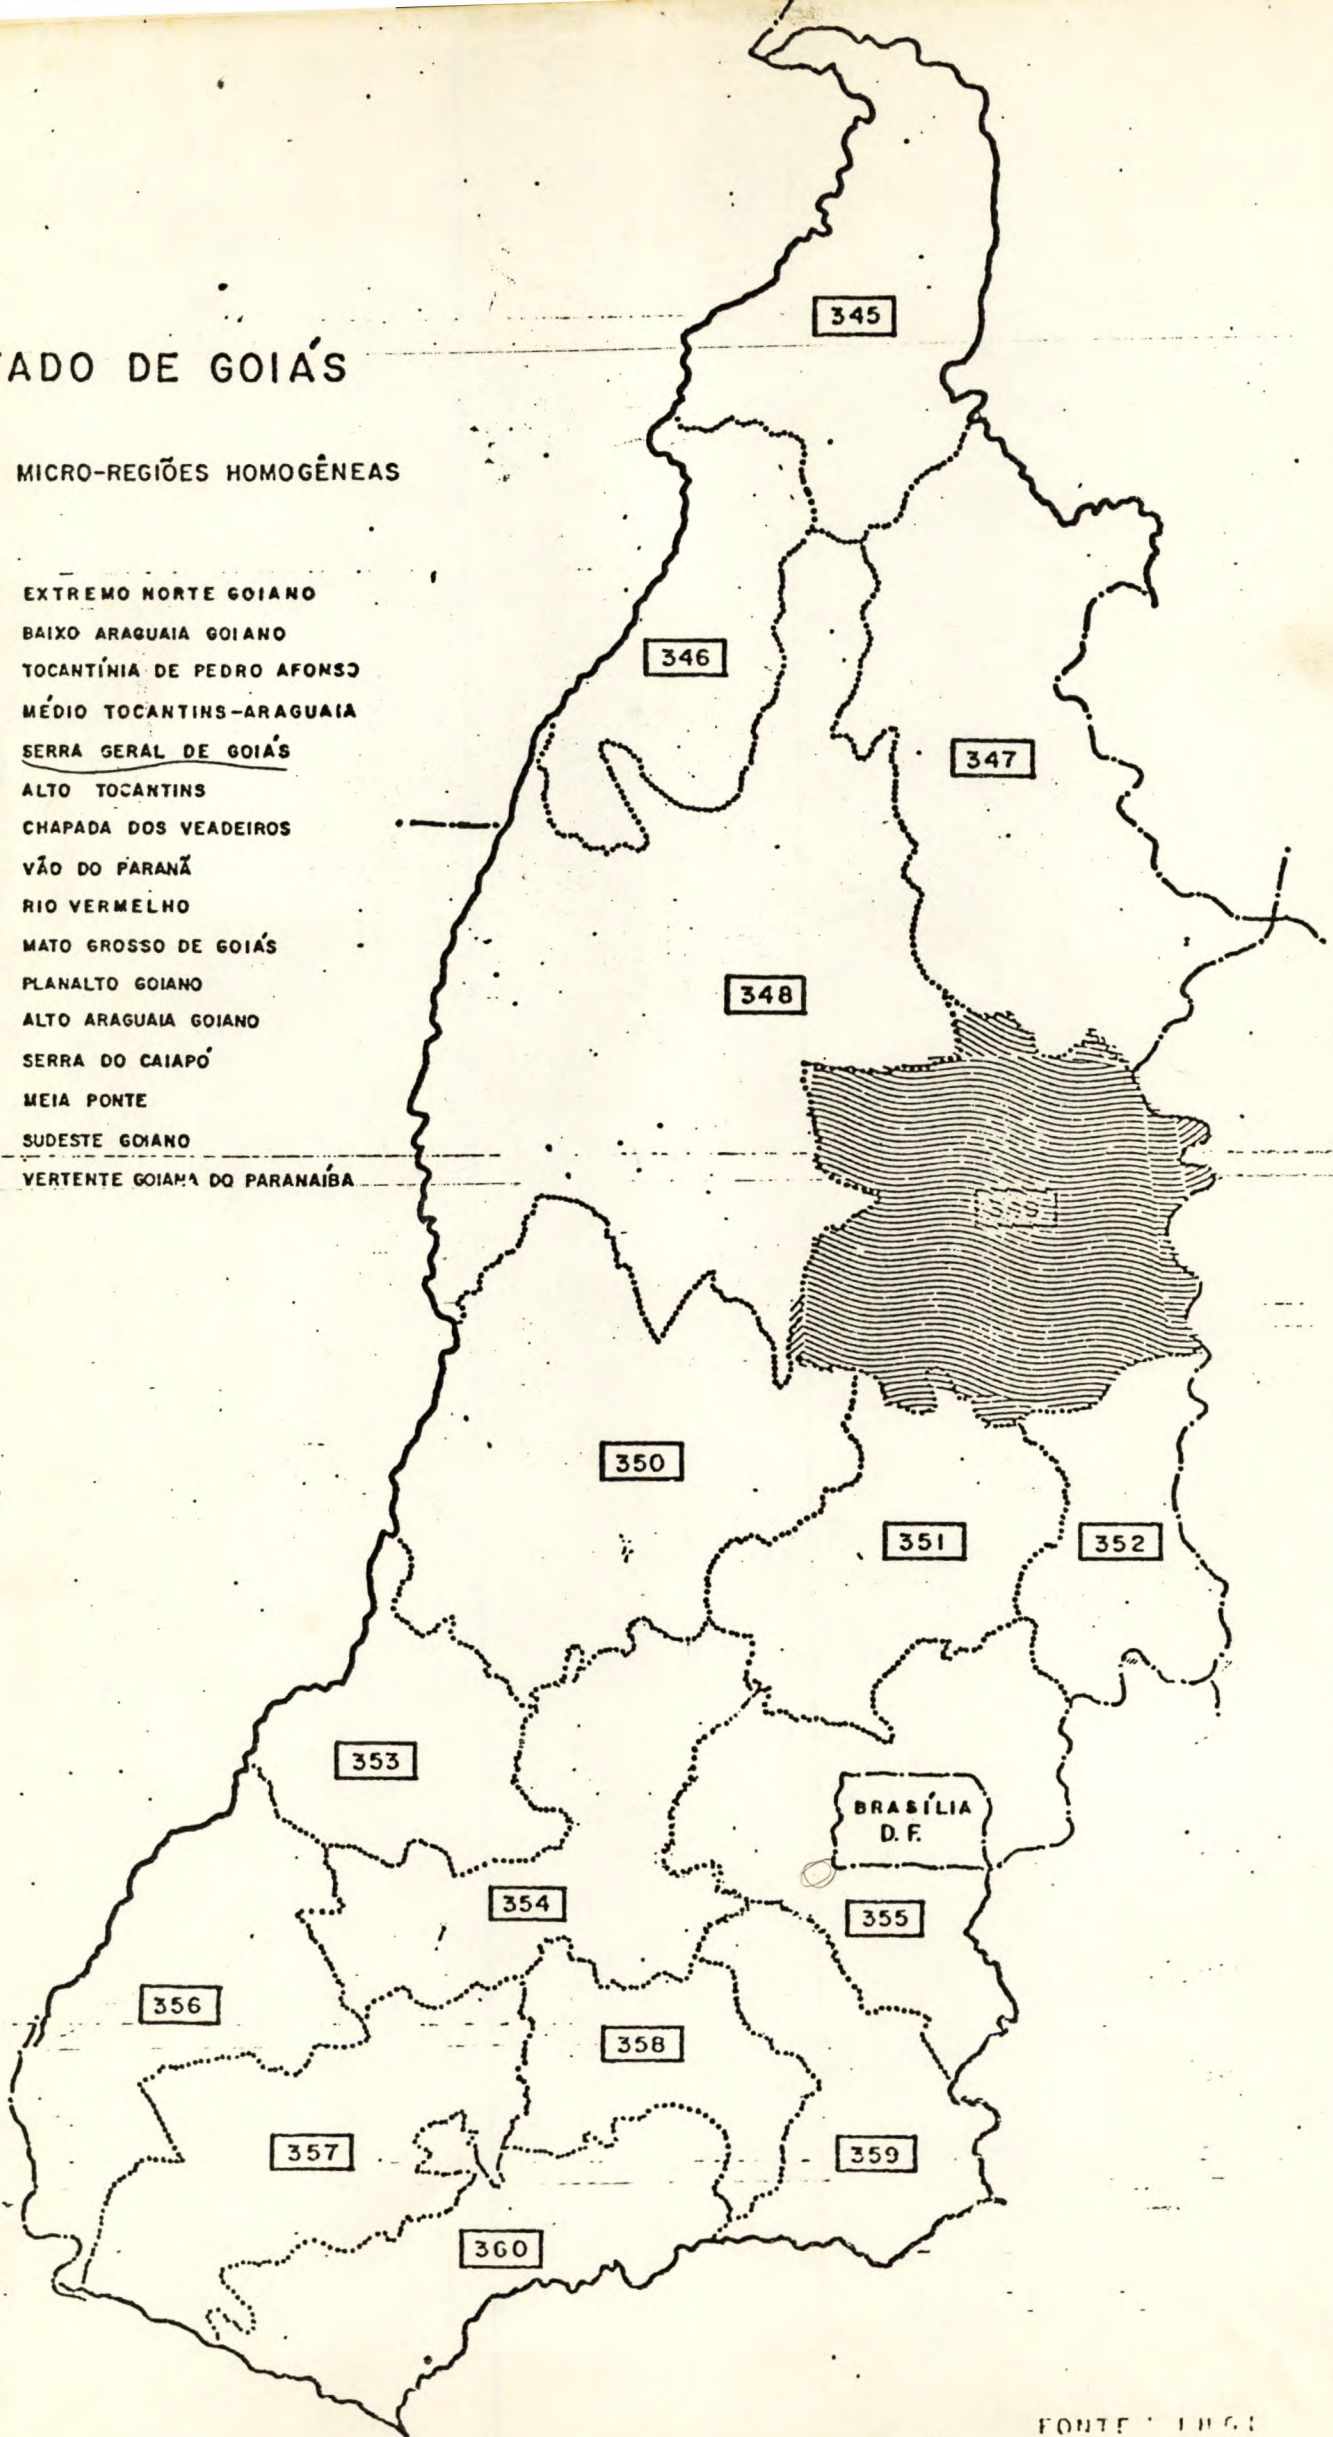 TADO DE GOIÁS
MICRO-REGIÕES HOMOGÊNEAS
EXTREMO NORTE GOIANO
BAIXO ARAGUAIA GOIANO
TOCANTÍNIA DE PEDRO AFONSO
MÉDIO TOCANTINS-ARAGUAIA
SERRA GERAL DE GOIÁS
ALTO TOCANTINS
CHAPADA DOS VEADEIROS
VÃO DO PARANÃ
RIO VERMELHO
MATO GROSSO DE GOIÁS
PLANALTO GOIANO
ALTO ARAGUAIA GOIANO
SERRA DO CAIAPÓ
MEIA PONTE
SUDESTE GOIANO
VERTENTE GOIANA DO PARANAÍBA
345
346
347
348
350
351
352
353
BRASÍLIA
D.F.
354
355
356
358
357
359
360
FONTE: